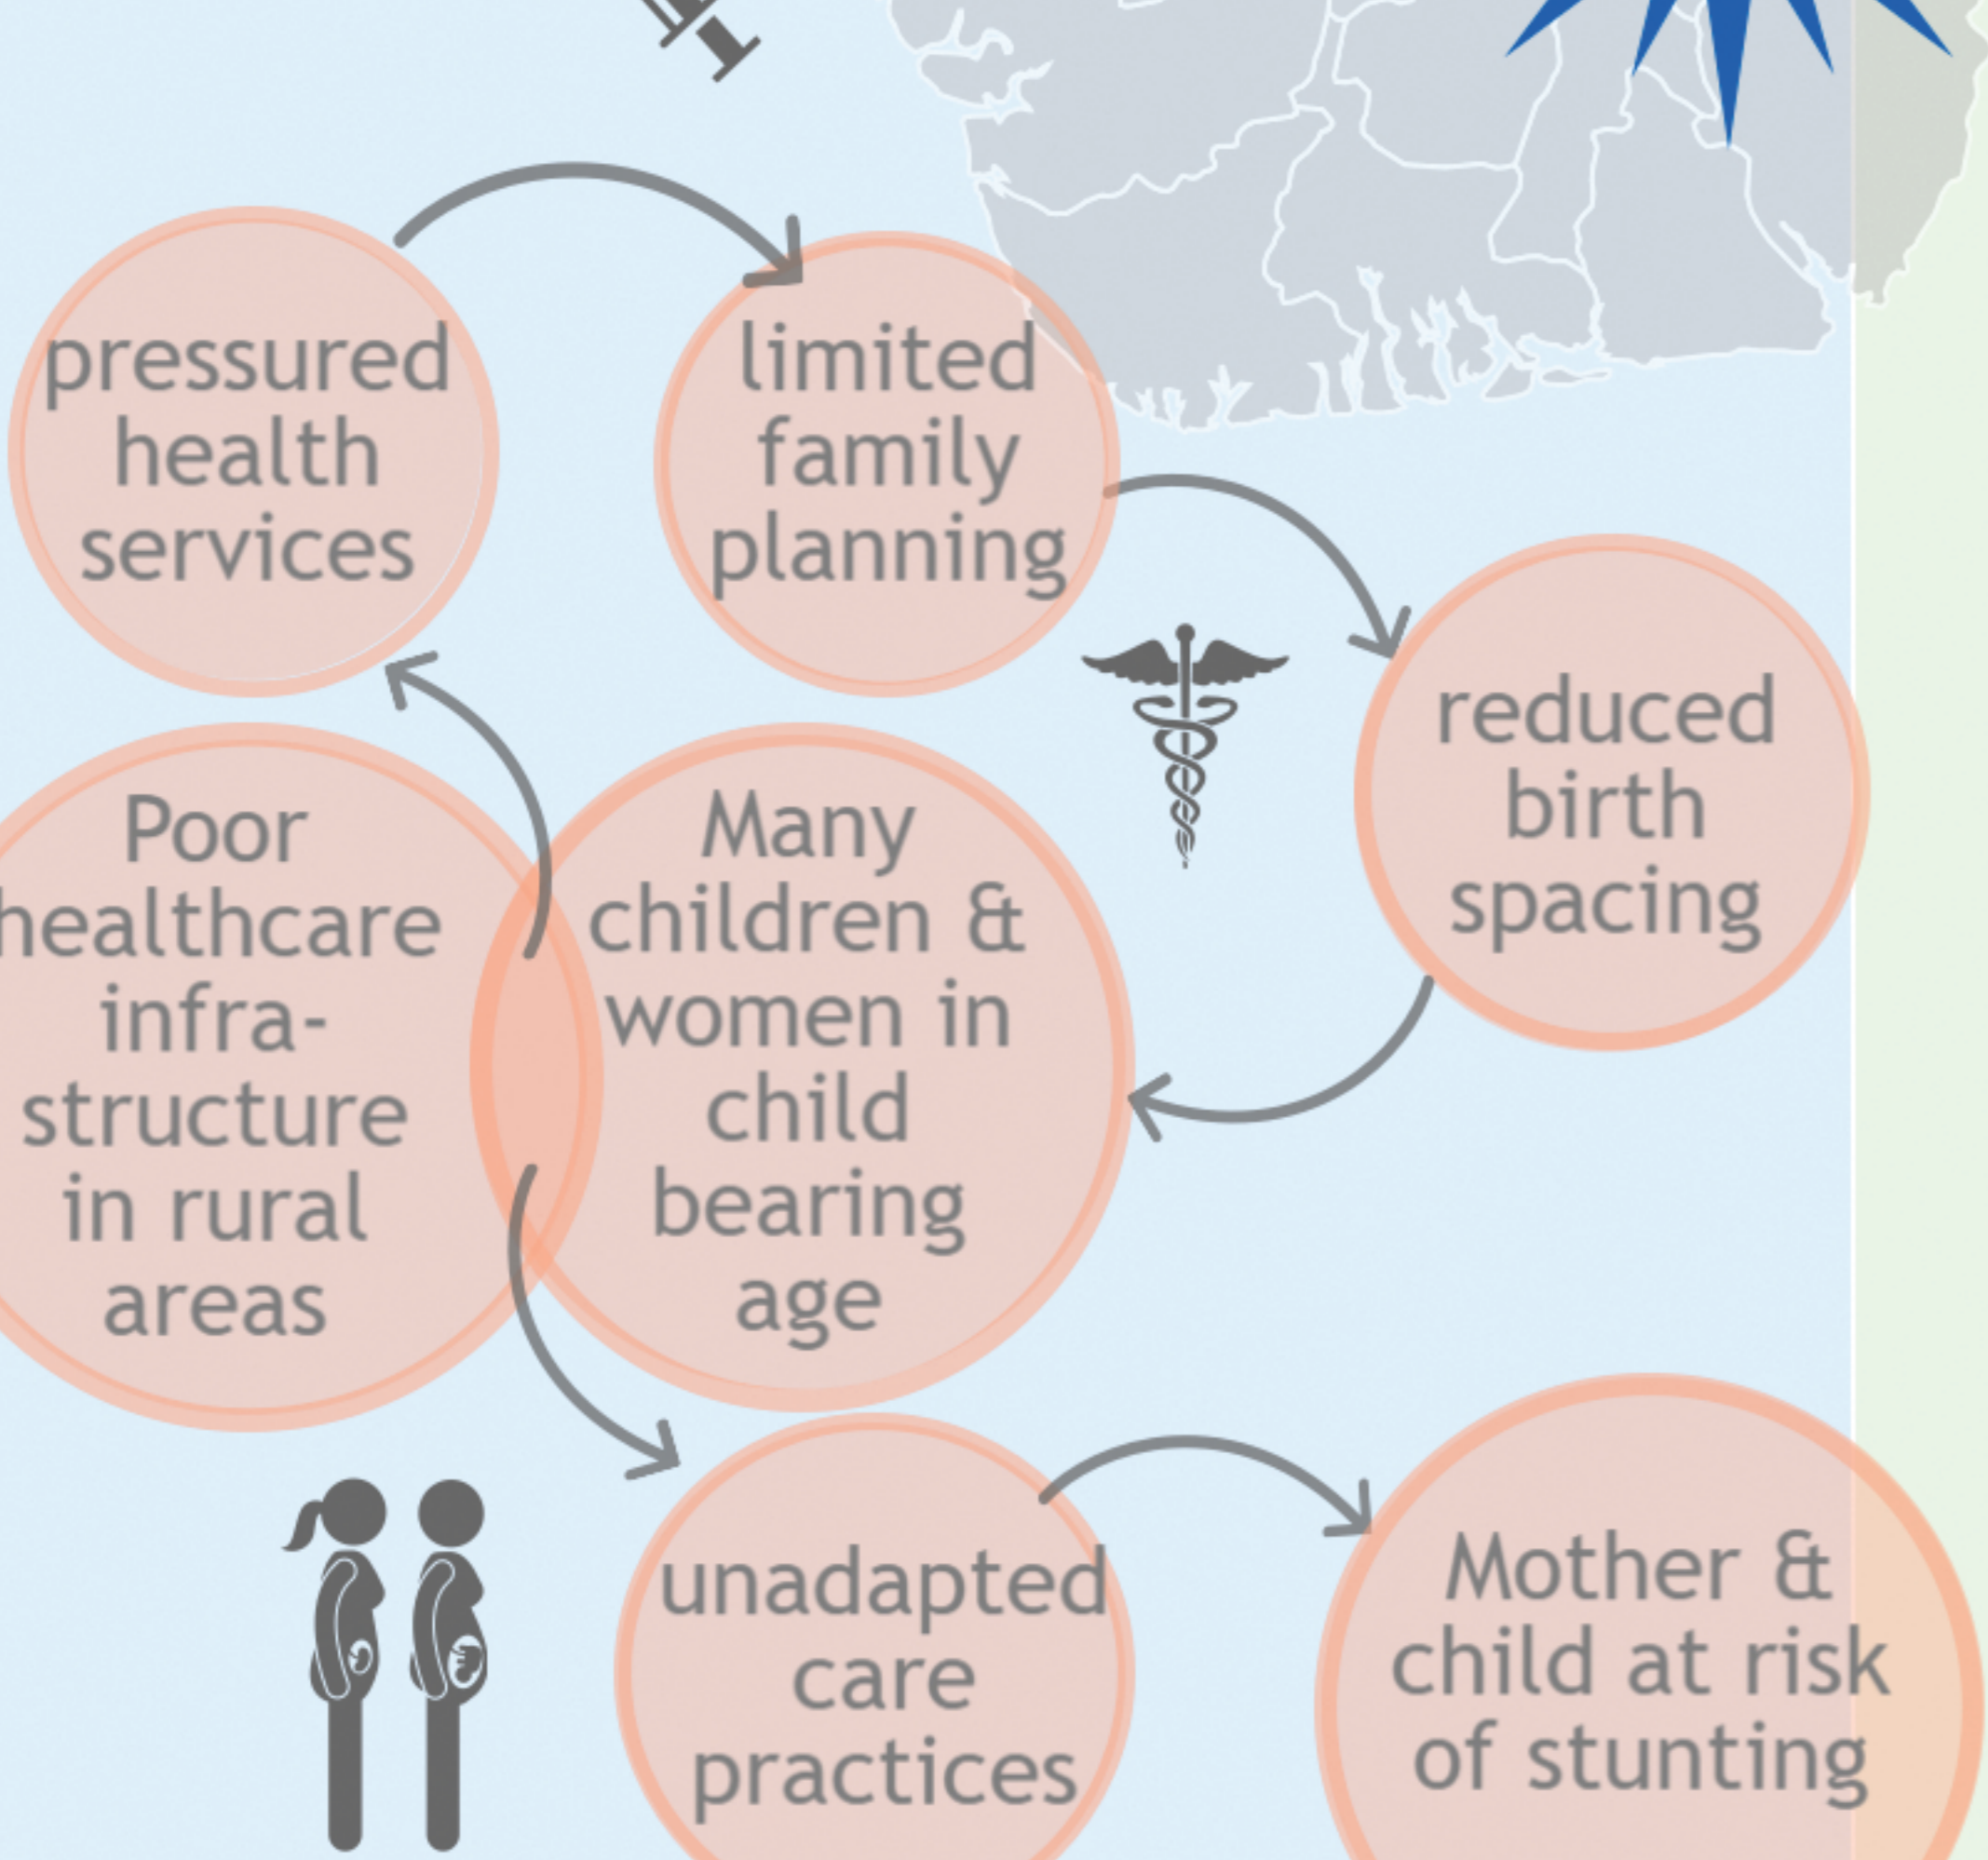 pressured
health
services
limited
family
planning
reduced
birth
spacing
Poor
healthcare
infra-
structure
in rural
areas
Many
children &
women in
child
bearing
age
unadapted
care
practices
Mother &
child at risk
of stunting